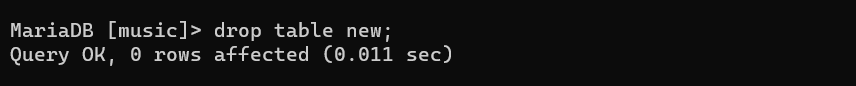 MariaDB [music]> drop table new;
Query OK, 0 rows affected (0.011 sec)